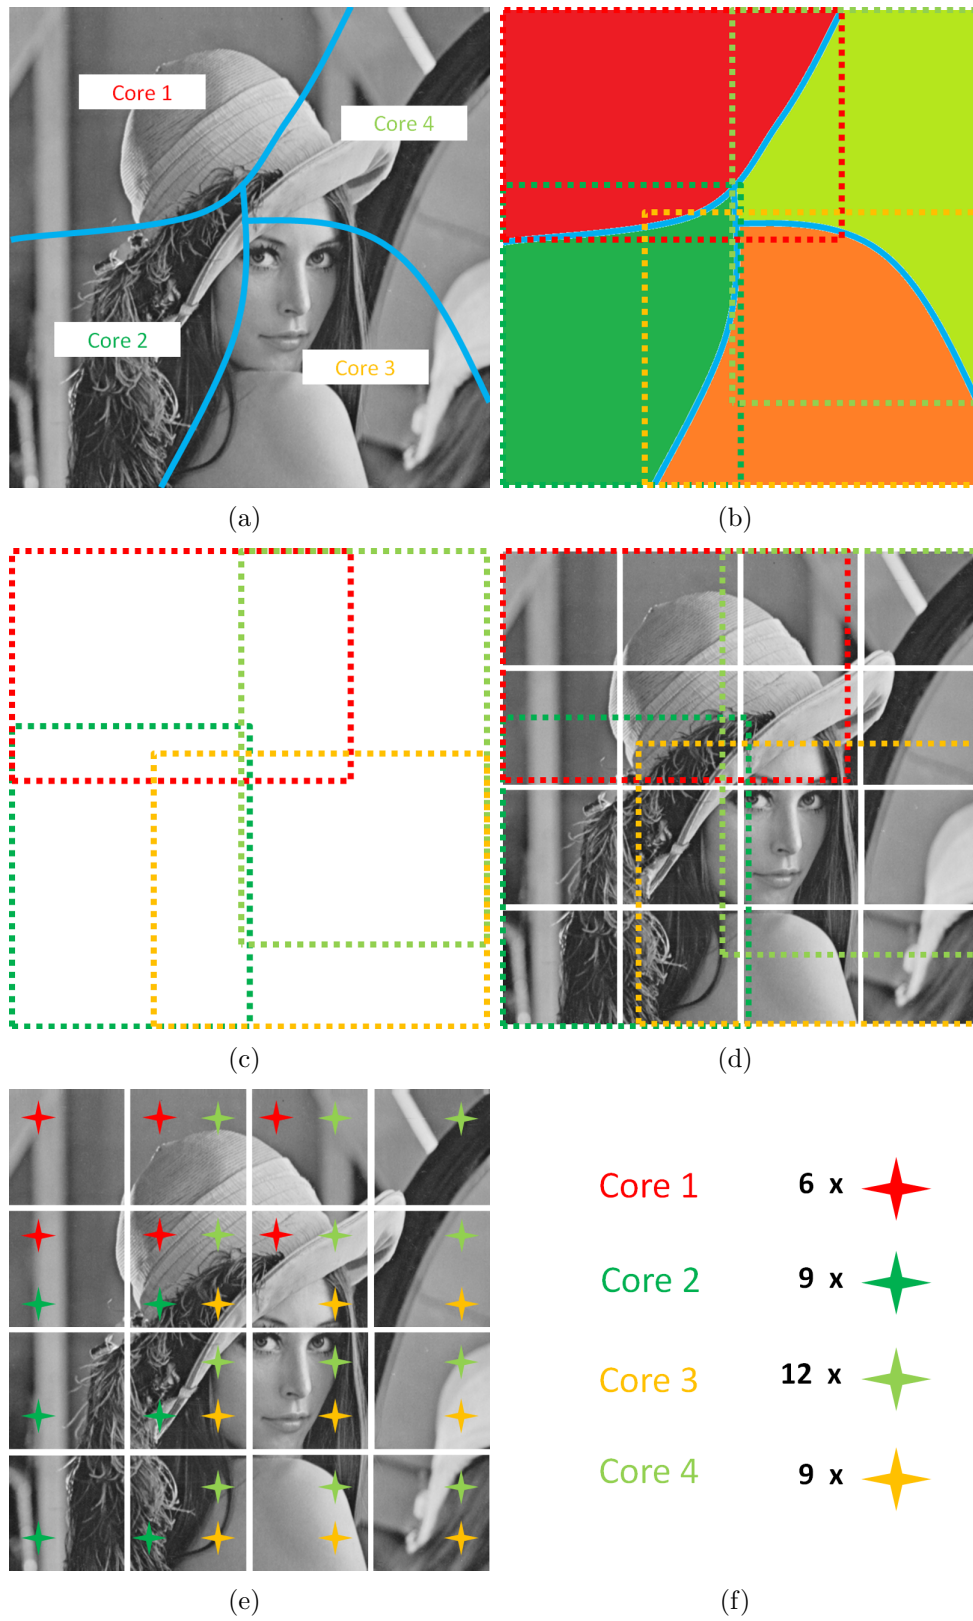 Core 1
Core 4
Core 2
Core 3
(a)
(b)
(c)
(d)
(e)
Core 1 6 x
Core 2 9 x
Core 3 12 x
Core 4 9 x
(f)